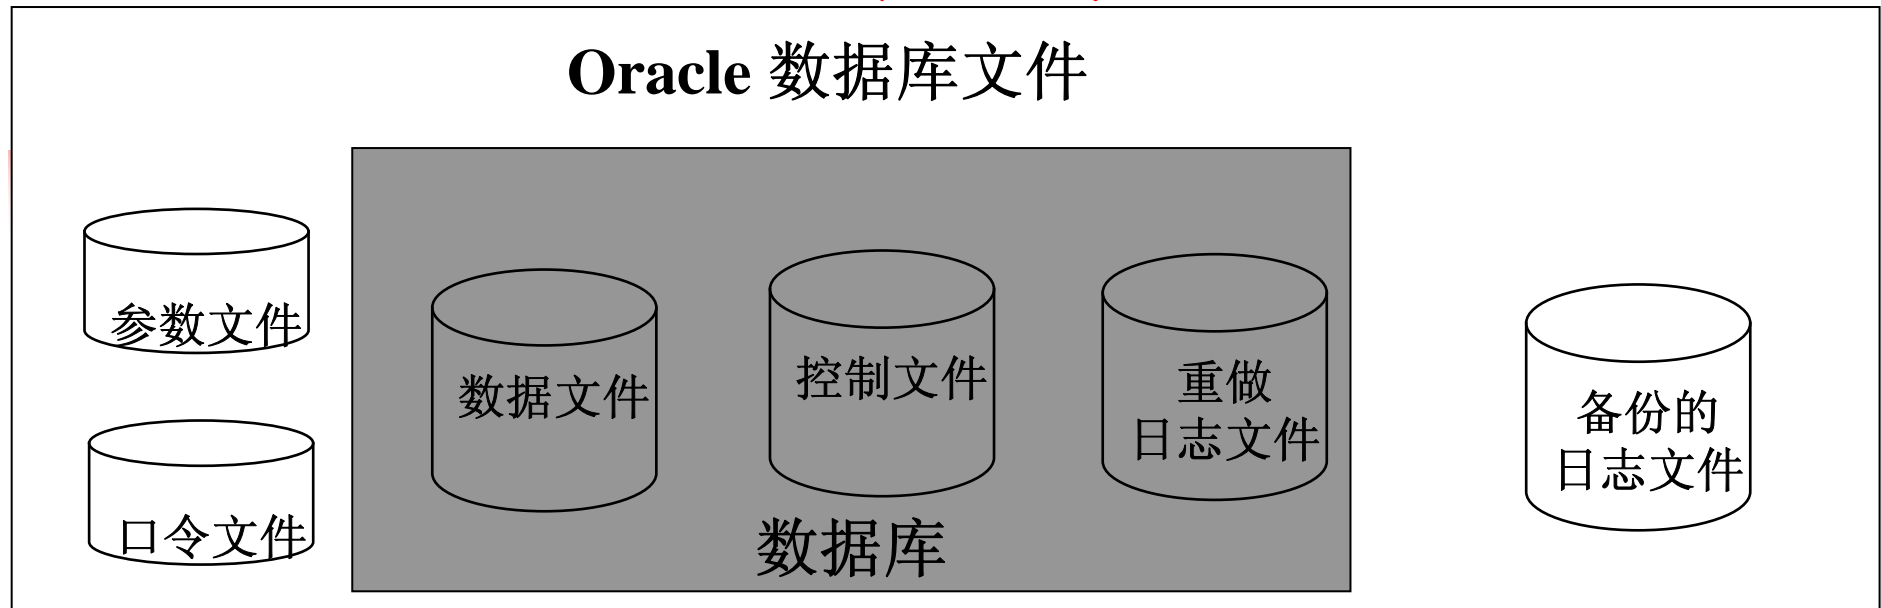 Oracle 数据库文件
参数文件
口令文件
数据文件
控制文件
重做
日志文件
数据库
备份的
日志文件